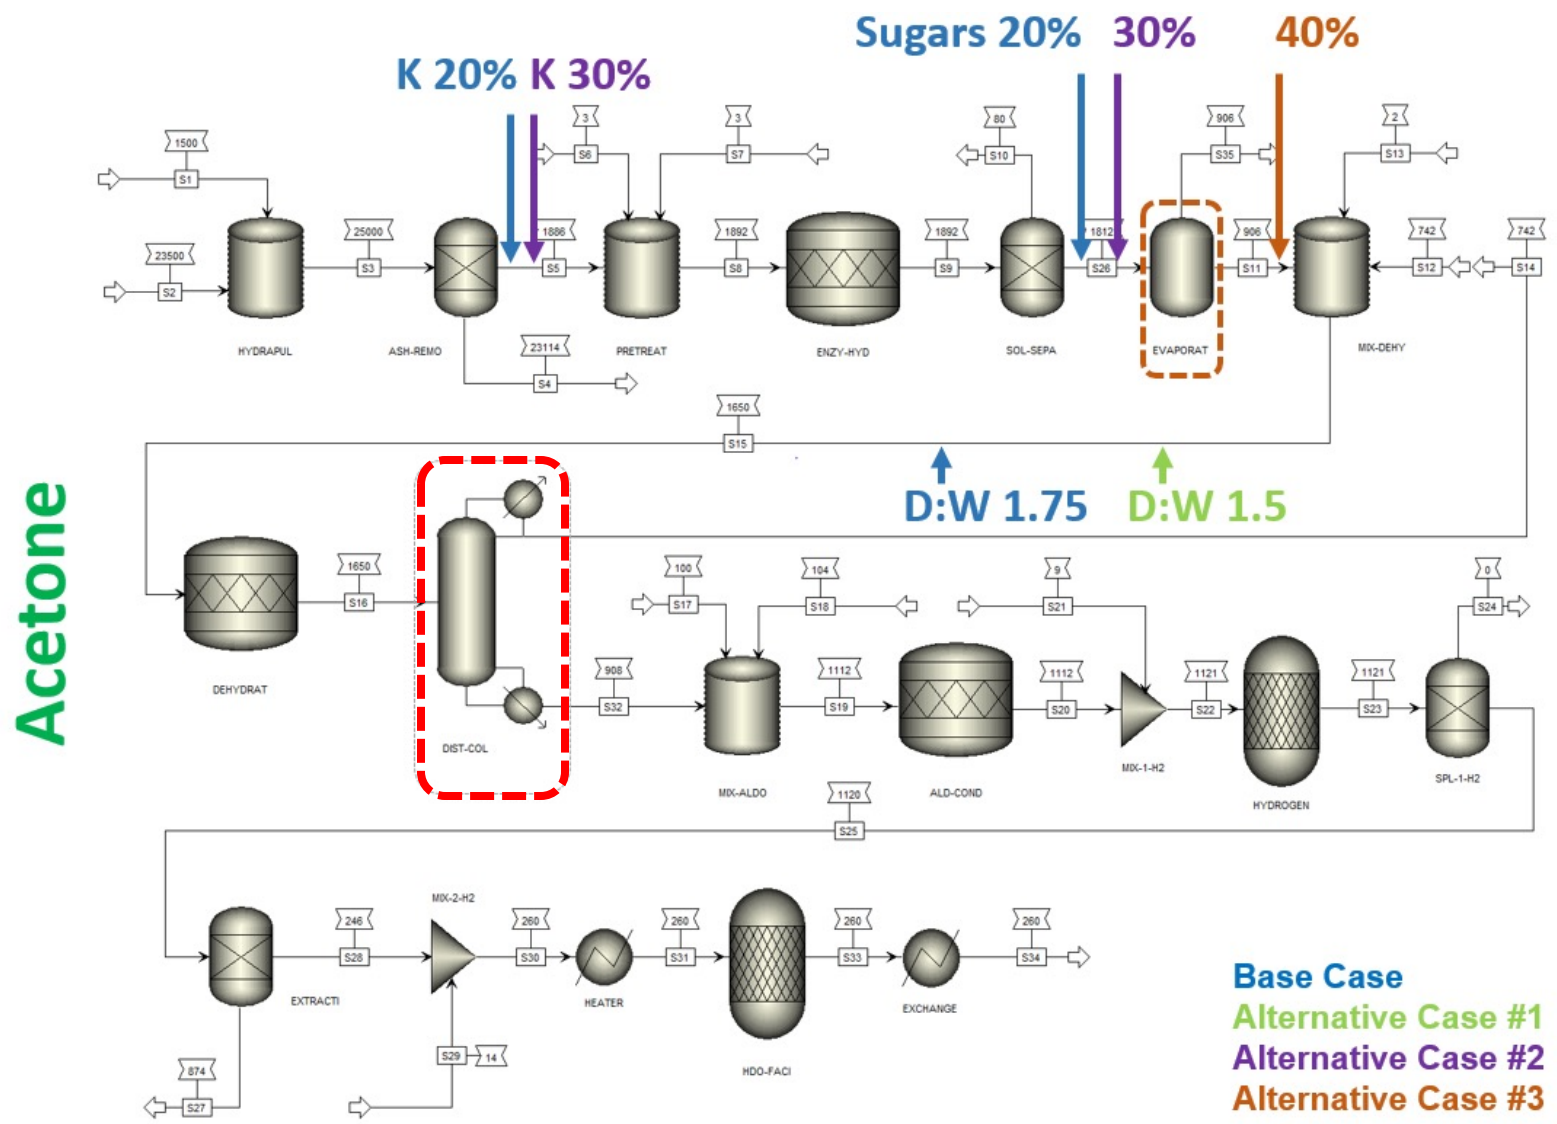 Sugars 20% 30% 40%
K 20% K 30%
1500
3
3
80
906
2
S1
S6
S7
S10
S35
S13
23500
25000
1886
1892
1892
1812
906
742
742
S2
S3
S5
S8
S9
S26
S11
S12
S14
HYDRAPUL
ASH-REMO
PRETREAT
ENZY-HYD
SOL-SEPA
EVAPORAT
MIX-DEHY
23114
S4
1650
S15
D:W 1.75
D:W 1.5
Acetone
1650
S16
DEHYDRAT
DIST-COL
908
S32
100
S17
104
S18
9
S21
0
S24
1112
S19
1112
S20
1121
S22
1121
S23
MIX-ALDO
ALD-COND
MIX-1-H2
HYDROGEN
SPL-1-H2
1120
S25
MIX-2-H2
246
S28
260
S30
260
S31
260
S33
260
S34
EXTRACTI
HEATER
HDO-FACI
EXCHANGE
874
S27
S29
14
Base Case
Alternative Case #1
Alternative Case #2
Alternative Case #3